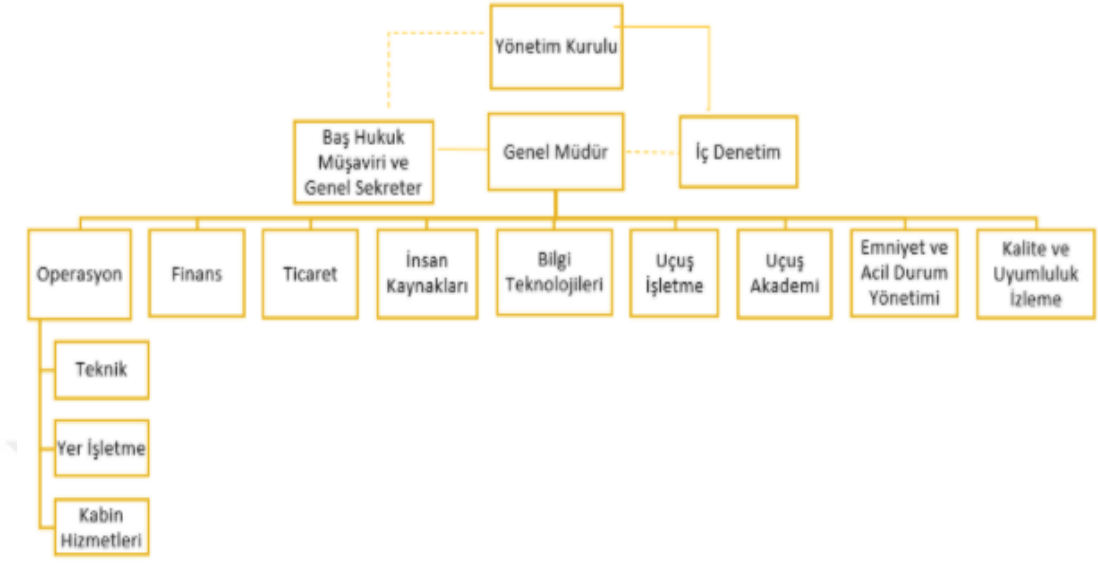 Yönetim Kurulu
Baş Hukuk
Müşaviri ve
Genel Sekreter
Genel Müdür
İç Denetim
Operasyon
Finans
Ticaret
İnsan
Kaynakları
Bilgi
Teknolojileri
Uçuş
İşletme
Uçuş
Akademi
Emniyet ve
Acil Durum
Yönetimi
Kalite ve
Uyumluluk
İzleme
Teknik
Yer İşletme
Kabin
Hizmetleri